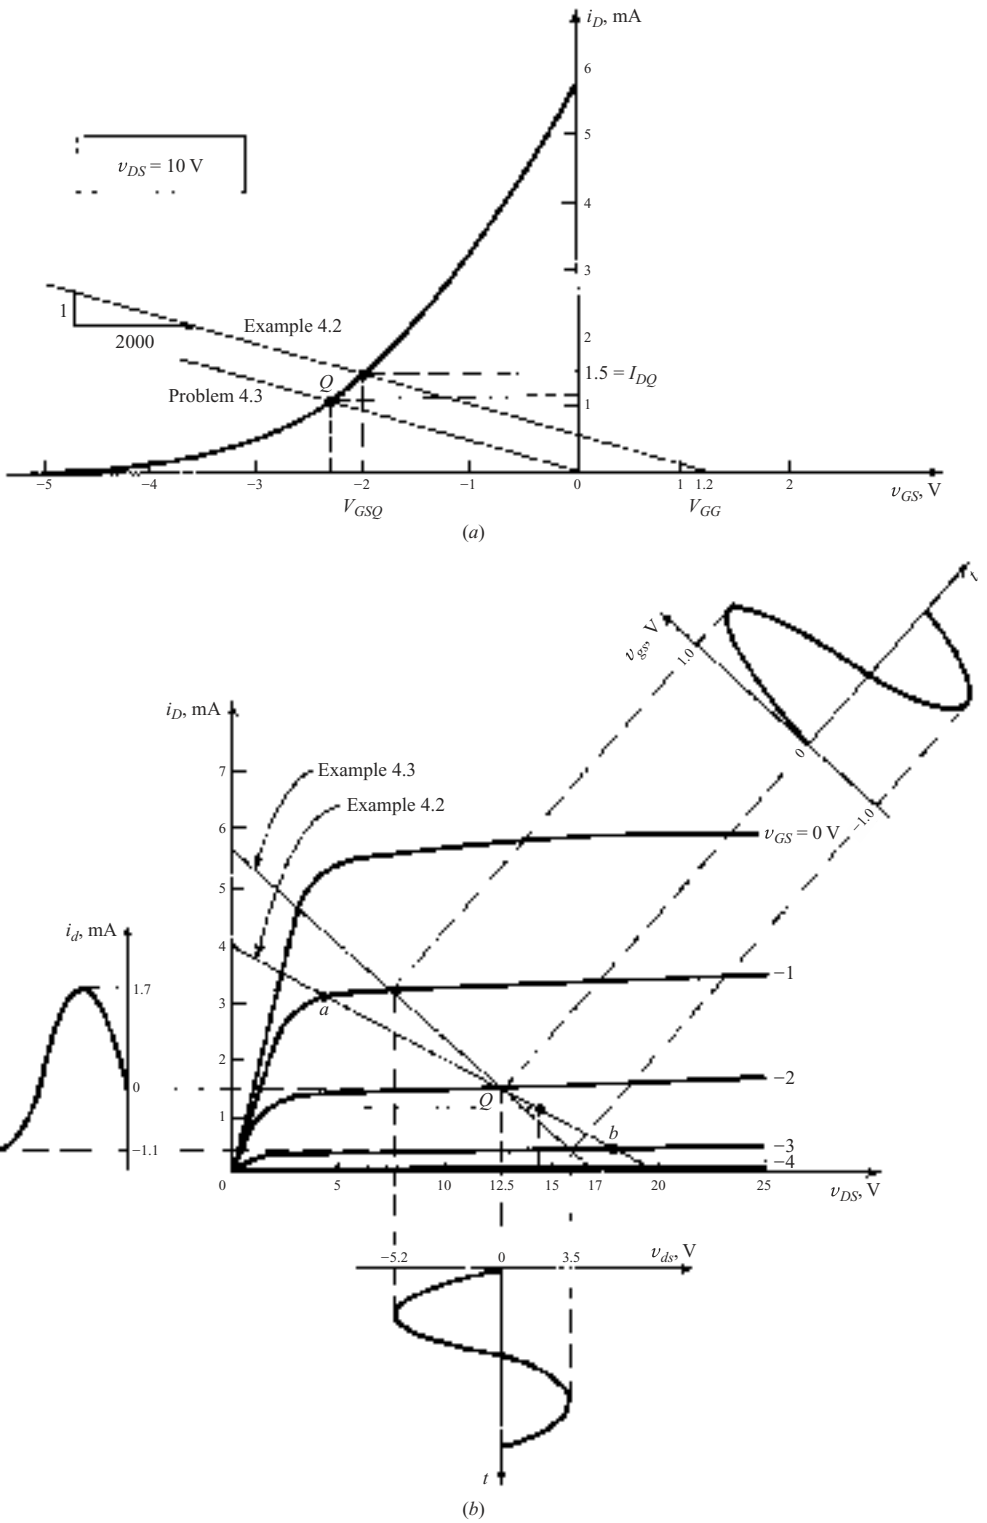 i_D, mA
6
5
4
3
2
1.5 = I_DQ
1
v_DS = 10 V
1
2000
Example 4.2
Problem 4.3
Q
−5 −4 −3 −2 −1 0 1 1.2 2
v_GS, V
V_GSQ V_GG
(a)
t
v_gs, V
1.0
0
−1.0
i_D, mA
7
6
5
4
3
2
1
Example 4.3
Example 4.2
v_GS = 0 V
−1
−2
−3
−4
a
Q
b
i_d, mA
1.7
0
−1.1
0 5 10 12.5 15 17 20 25
v_DS, V
−5.2 0 3.5
v_ds, V
t
(b)